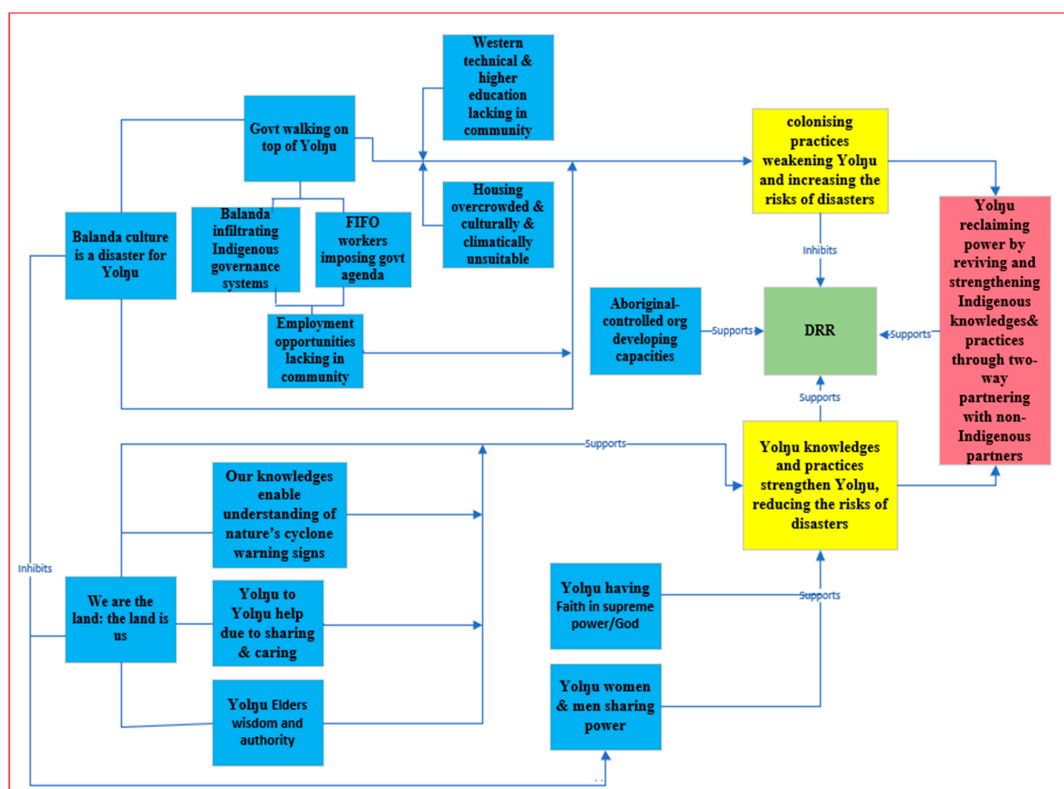 Western
technical &
higher
education
lacking in
community
Govt walking on
top of Yolŋu
colonising
practices
weakening Yolŋu
and increasing the
risks of disasters
Balanda culture
is a disaster for
Yolŋu
Balanda
infiltrating
Indigenous
governance
systems
FIFO
workers
imposing govt
agenda
Housing
overcrowded &
culturally &
climatically
unsuitable
Yolŋu
reclaiming
power by
reviving and
strengthening
Indigenous
knowledges&
practices
through two-
way
partnering
with non-
Indigenous
partners
Inhibits
Employment
opportunities
lacking in
community
Aboriginal-
controlled org
developing
capacities
Supports
DRR
Supports
Supports
Supports
Our knowledges
enable
understanding of
nature's cyclone
warning signs
Yolŋu knowledges
and practices
strengthen Yolŋu,
reducing the risks of
disasters
Inhibits
We are the
land: the land is
us
Yolŋu to
Yolŋu help
due to sharing
& caring
Yolŋu having
Faith in supreme
power/God
Supports
Yolŋu Elders
wisdom and
authority
Yolŋu women
& men sharing
power